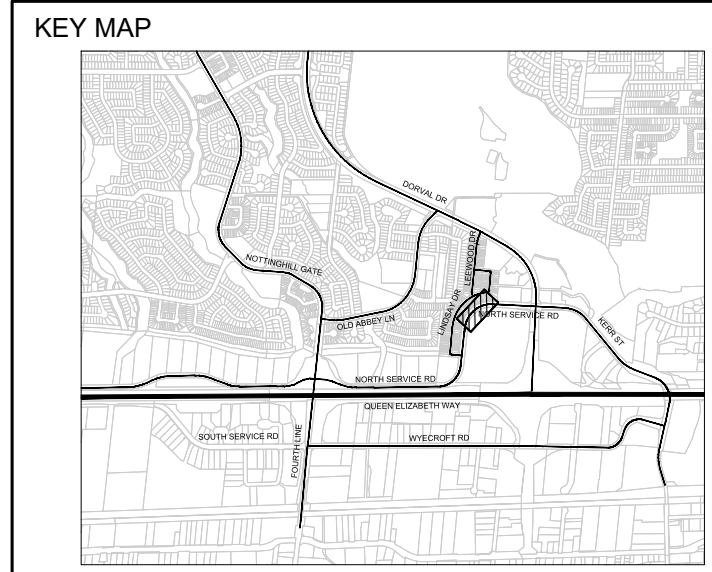 KEY MAP
DORVAL DR
LEEWOOD DR
NOTTINGHILL GATE
LINDSAY DR
OLD ABBEY LN
NORTH SERVICE RD
KERR ST
NORTH SERVICE RD
QUEEN ELIZABETH WAY
SOUTH SERVICE RD
FOURTH LINE
WYECROFT RD